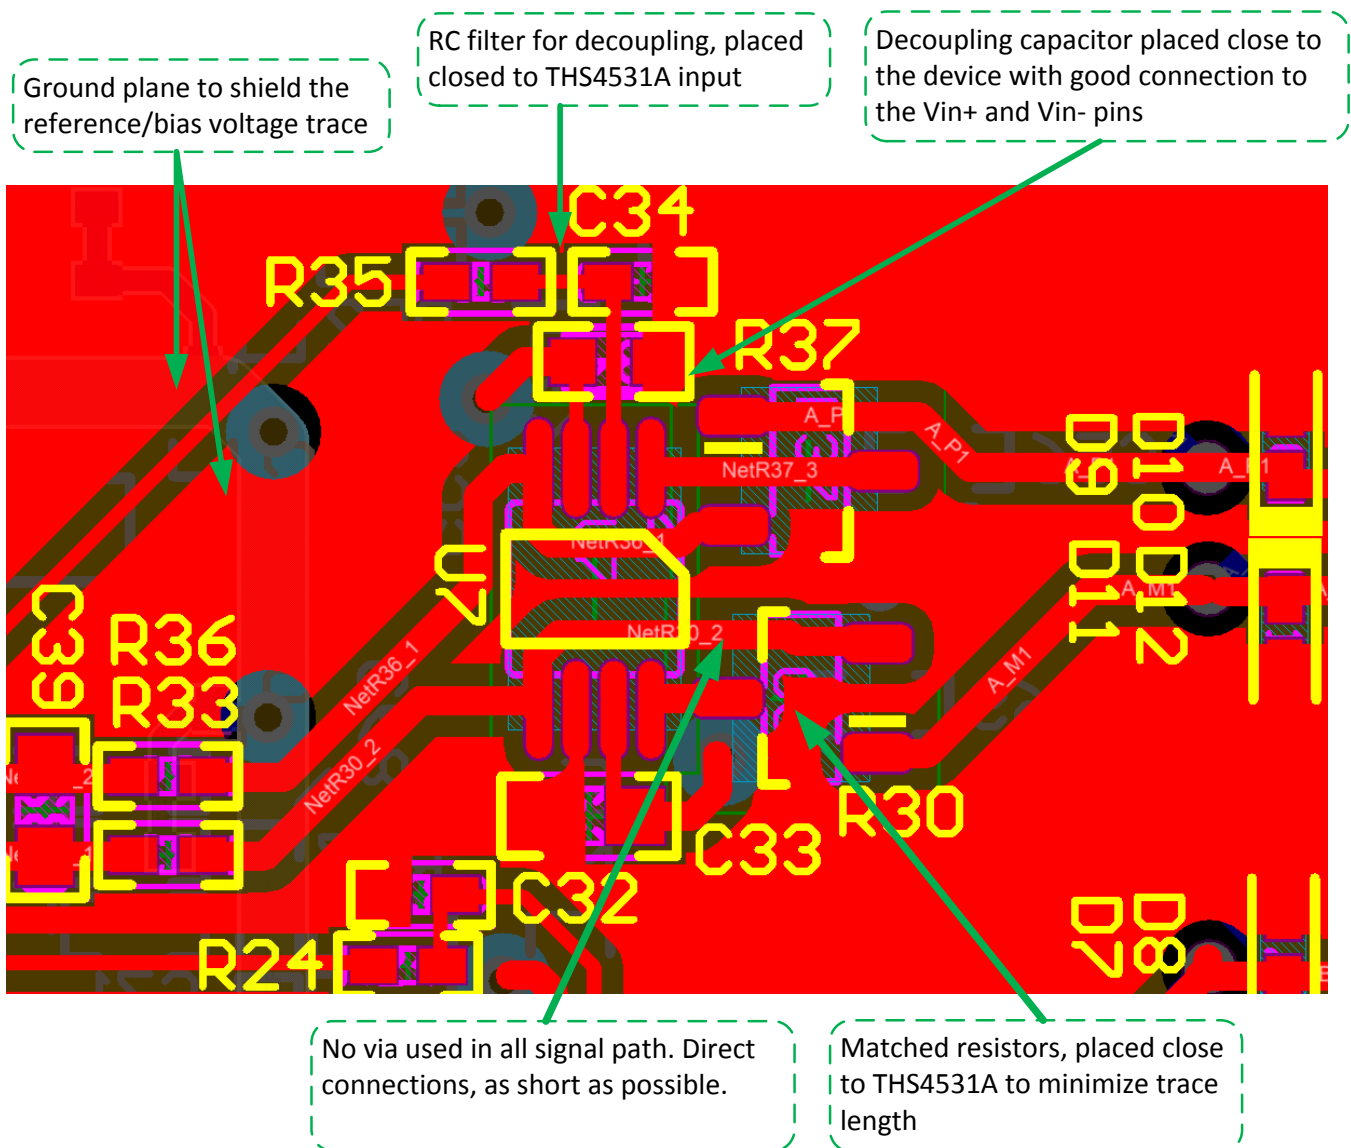 RC filter for decoupling, placed
closed to THS4531A input
Decoupling capacitor placed close to
the device with good connection to
the Vin+ and Vin- pins
Ground plane to shield the
reference/bias voltage trace
C34
R35
R37
A_P1
A_P1
NetR37_3
D9
D10
NetR36_1
U7
D11
D12
A_M1
C39
R36
R33
NetR36_1
NetR30_2
NetR30_2
A_M1
R30
C33
C32
R24
D7
D8
No via used in all signal path. Direct
connections, as short as possible.
Matched resistors, placed close
to THS4531A to minimize trace
length